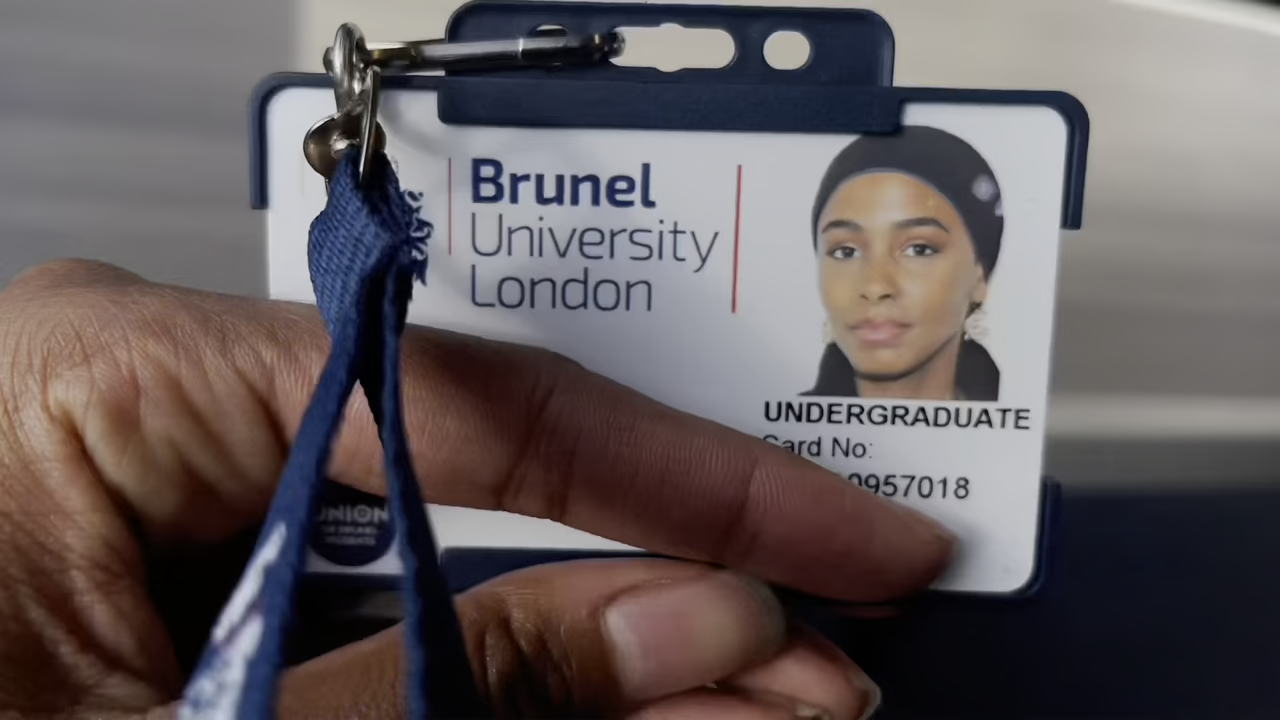 Brunel
University
London
UNDERGRADUATE
Card No:
0957018
UNION